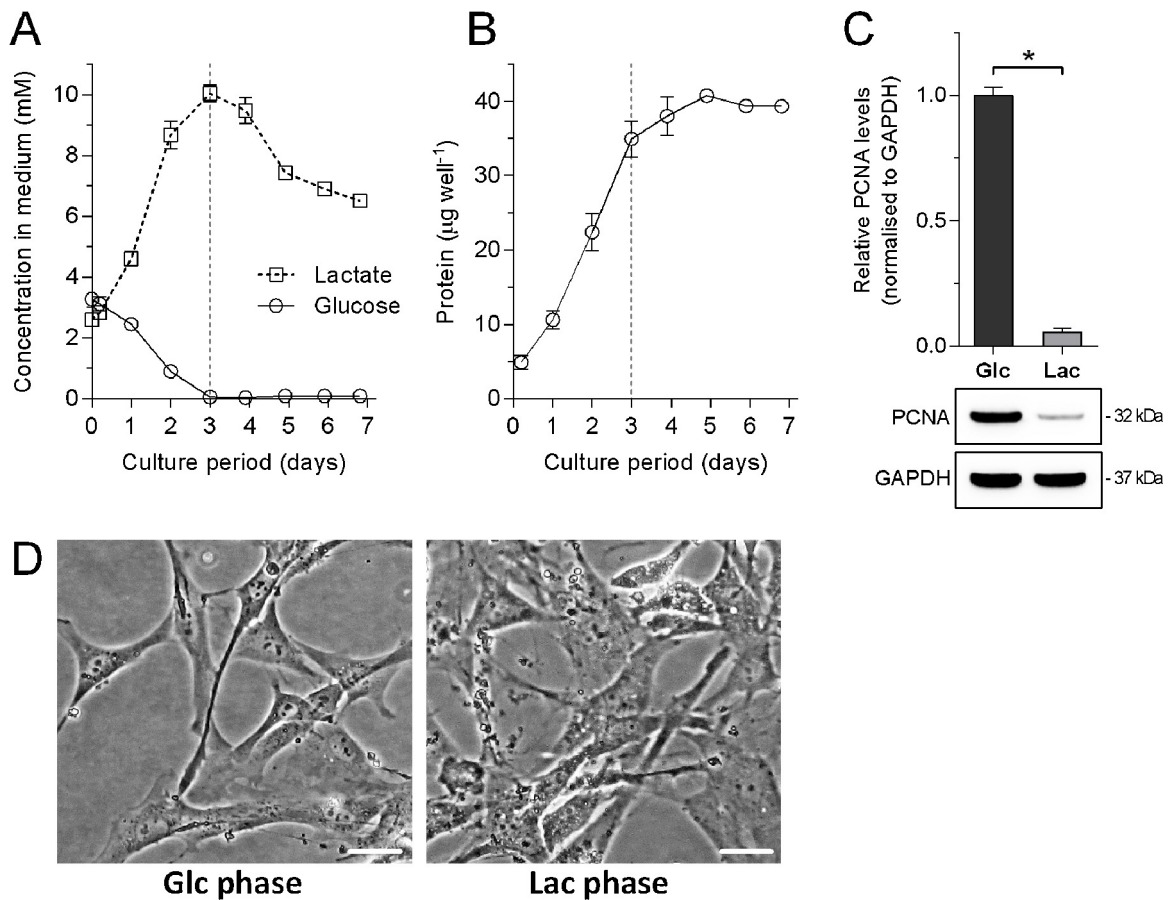 A
Concentration in medium (mM)
10
8
6
4
2
0
Lactate
Glucose
0 1 2 3 4 5 6 7
Culture period (days)
B
Protein (μg well⁻¹)
40
30
20
10
0
0 1 2 3 4 5 6 7
Culture period (days)
C
Relative PCNA levels
(normalised to GAPDH)
1.0
0.5
0.0
*
Glc Lac
PCNA - 32 kDa
GAPDH - 37 kDa
D
Glc phase Lac phase